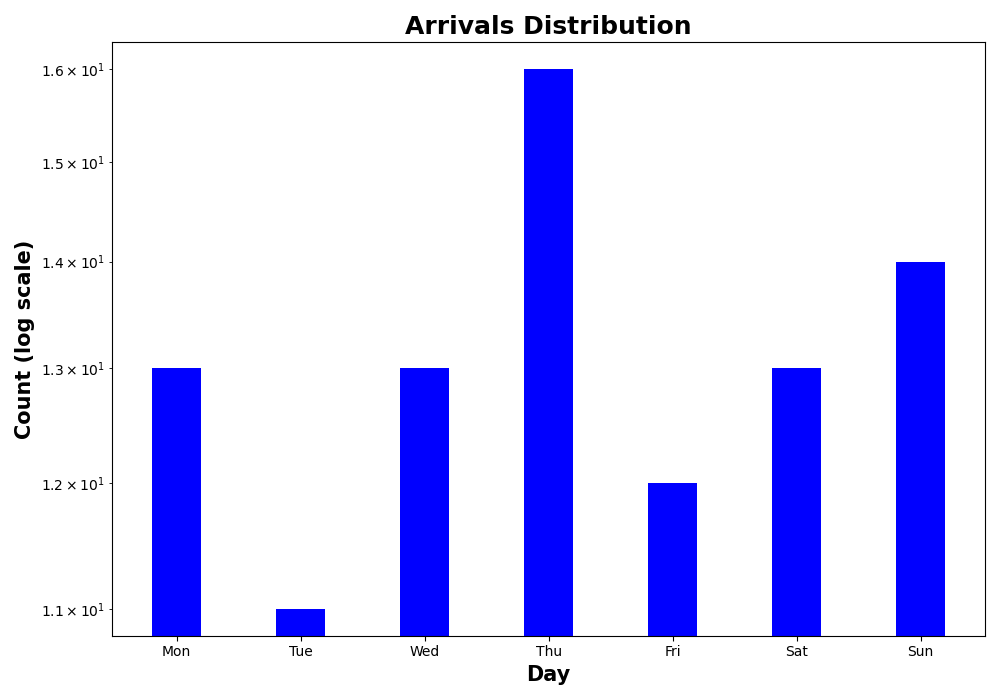 Arrivals Distribution
Count (log scale)
1.6 × 10¹
1.5 × 10¹
1.4 × 10¹
1.3 × 10¹
1.2 × 10¹
1.1 × 10¹
Mon Tue Wed Thu Fri Sat Sun
Day